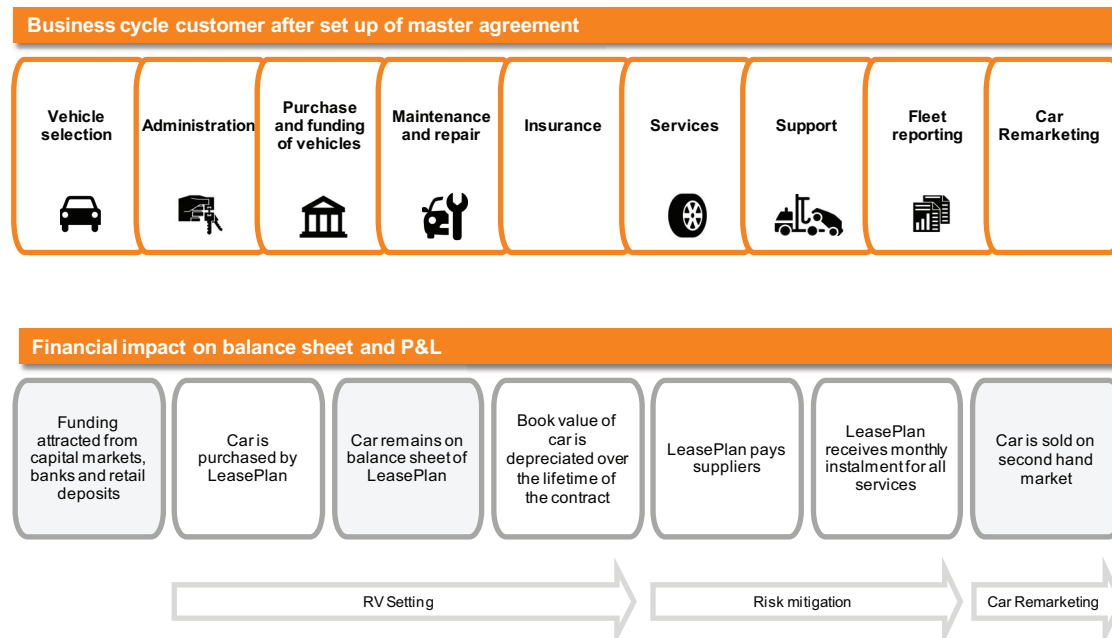 Business cycle customer after set up of master agreement
Vehicle
selection
Administration
Purchase
and funding
of vehicles
Maintenance
and repair
Insurance
Services
Support
Fleet
reporting
Car
Remarketing
Financial impact on balance sheet and P&L
Funding
attracted from
capital markets,
banks and retail
deposits
Car is
purchased by
LeasePlan
Car remains on
balance sheet of
LeasePlan
Book value of
car is
depreciated over
the lifetime of
the contract
LeasePlan pays
suppliers
LeasePlan
receives monthly
instalment for all
services
Car is sold on
second hand
market
RV Setting
Risk mitigation
Car Remarketing